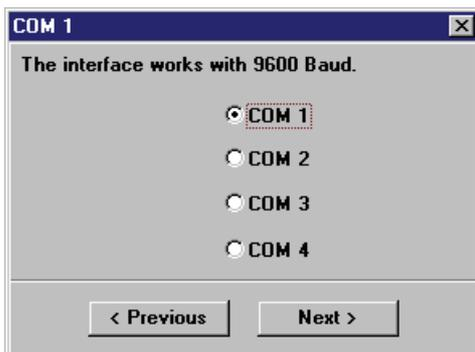 COM 1
The interface works with 9600 Baud.
COM 1
COM 2
COM 3
COM 4
< Previous Next >